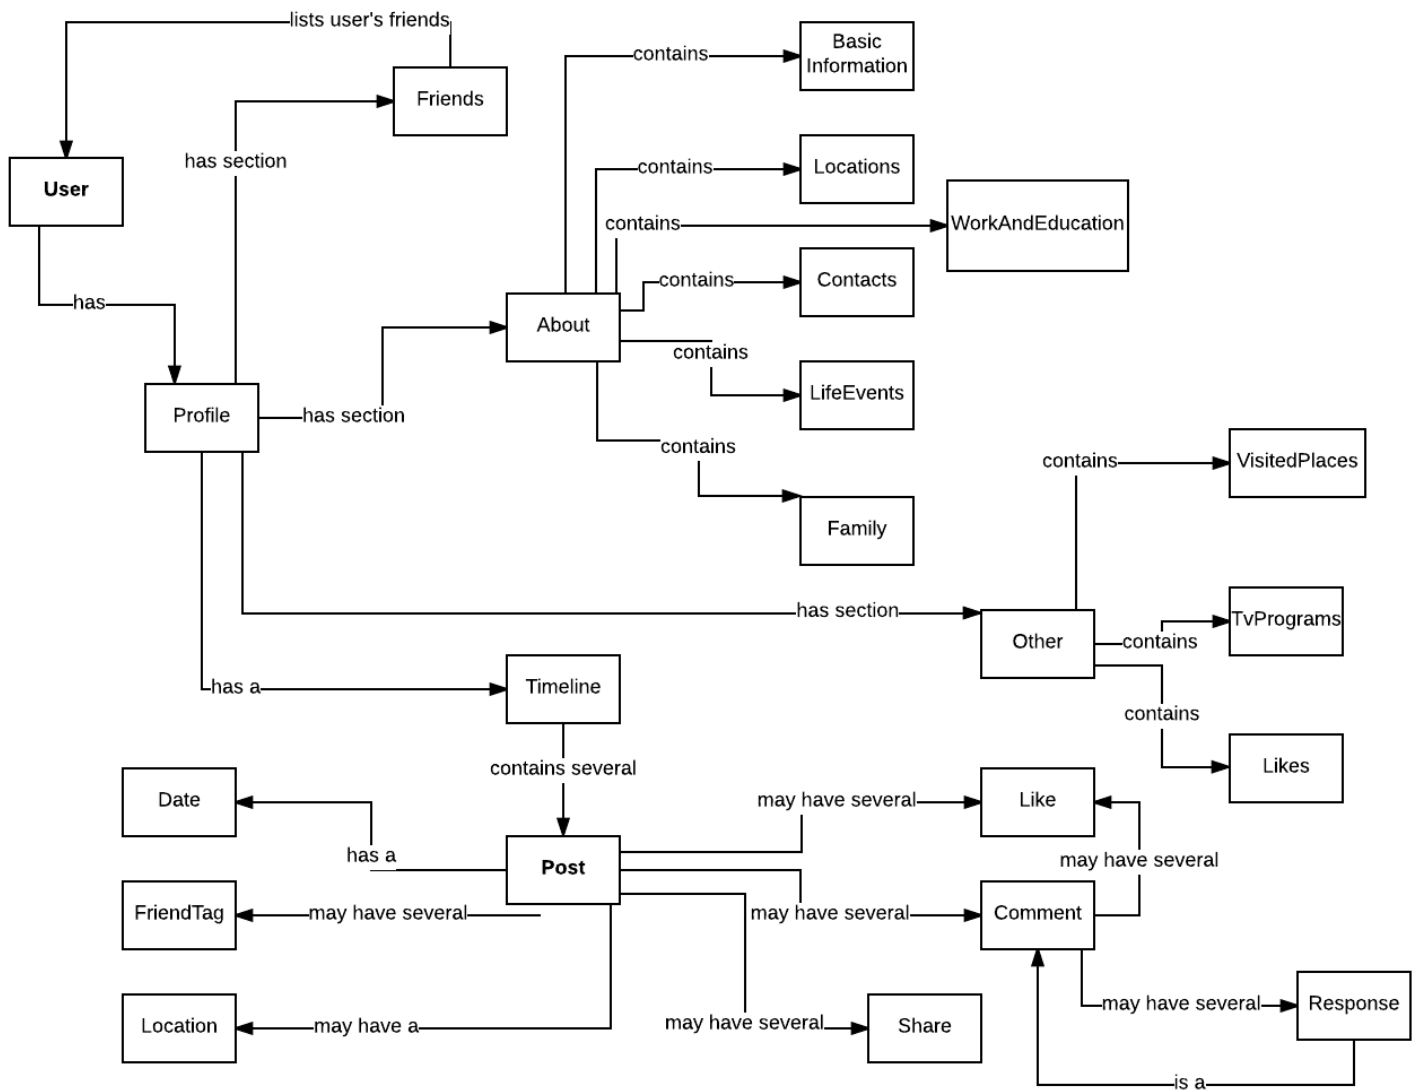 lists user's friends
Basic
Information
contains
Friends
has section
contains
Locations
User
contains
WorkAndEducation
contains
Contacts
has
About
contains
LifeEvents
Profile
has section
contains
Family
contains
VisitedPlaces
has section
Other
contains
TvPrograms
has a
Timeline
contains
Likes
contains several
Date
may have several
Like
has a
Post
may have several
FriendTag
may have several
may have several
Comment
Location
may have a
may have several
Share
may have several
Response
is a